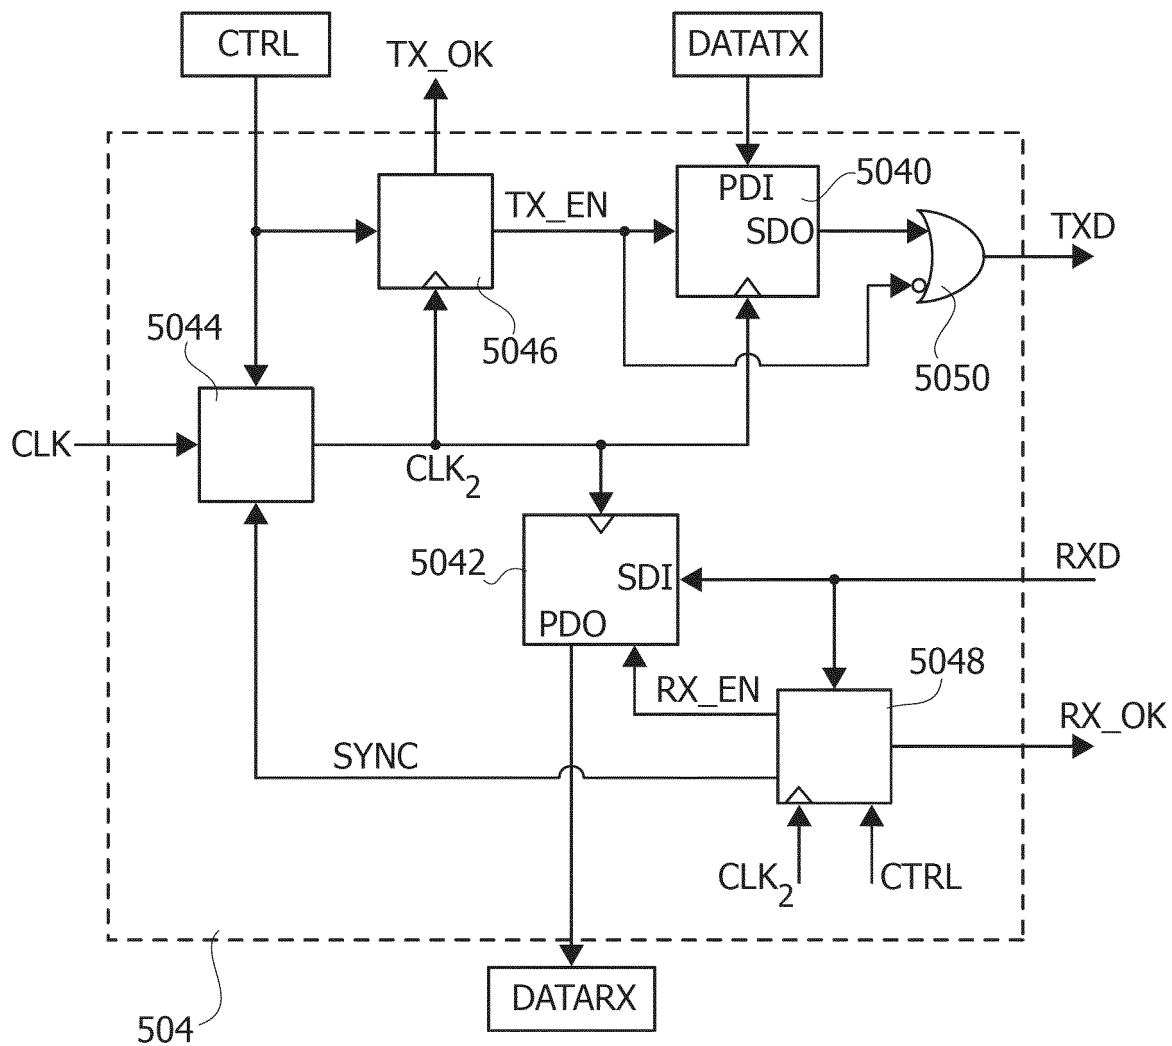 CTRL
DATATX
TX_OK
PDI
5040
TX_EN
SDO
TXD
5044
5046
5050
CLK
CLK2
5042
SDI
RXD
PDO
5048
RX_EN
RX_OK
SYNC
CLK2
CTRL
DATARX
504